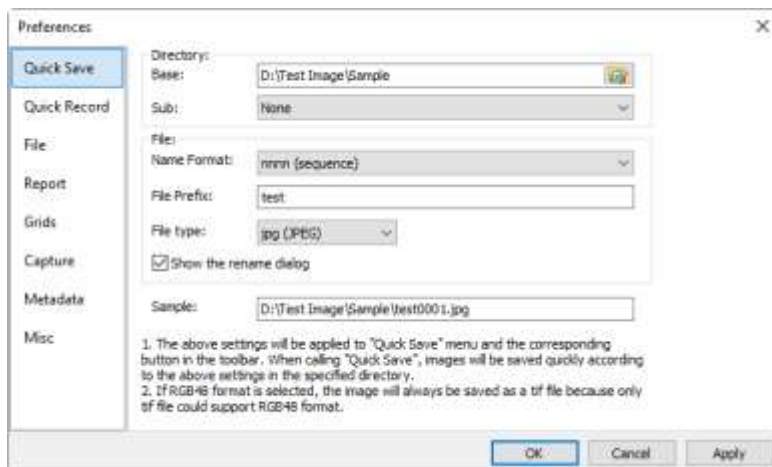 Preferences
Quick Save
Quick Record
File
Report
Grids
Capture
Metadata
Misc
Directory:
Base: D:\Test Image\Sample
Sub: None
File:
Name Format: nnnn (sequence)
File Prefix: test
File type: jpg (JPEG)
Show the rename dialog
Sample: D:\Test Image\Sample\test0001.jpg
1. The above settings will be applied to "Quick Save" menu and the corresponding
button in the toolbar. When calling "Quick Save", images will be saved quickly according
to the above settings in the specified directory.
2. If RGB48 format is selected, the image will always be saved as a tif file because only
tif file could support RGB48 format.
OK Cancel Apply